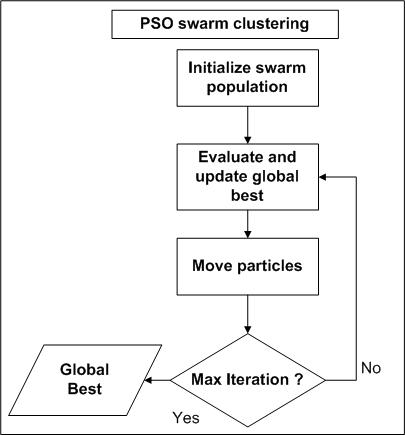 PSO swarm clustering
Initialize swarm
population
Evaluate and
update global
best
Move particles
Max Iteration ?
No
Yes
Global
Best